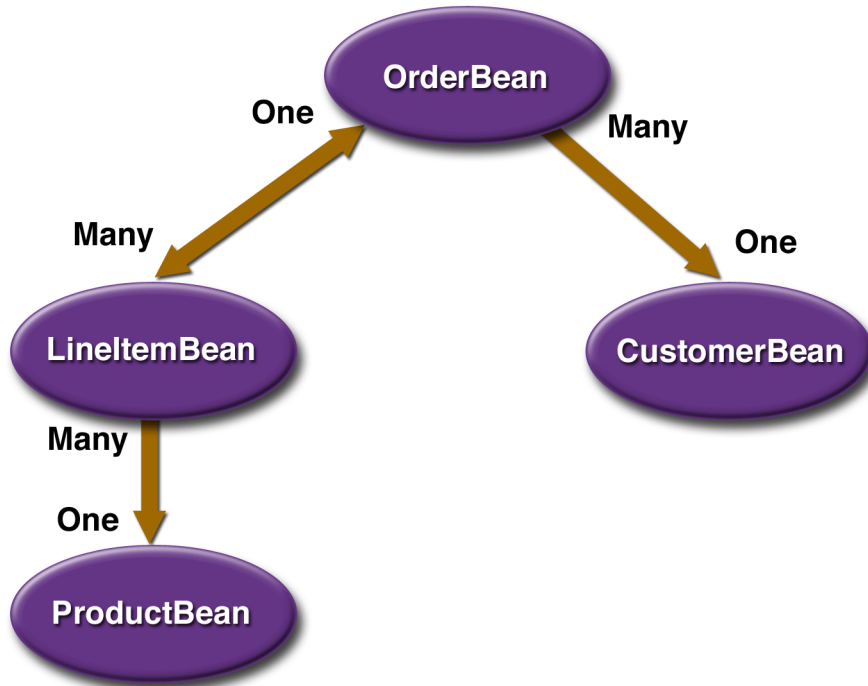 OrderBean
One
Many
Many
One
LineItemBean
CustomerBean
Many
One
ProductBean